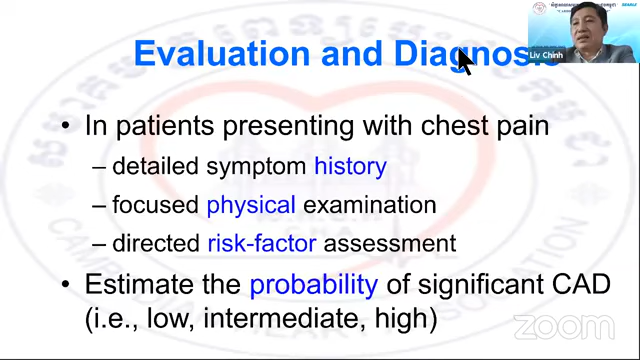 Evaluation and Diagnosis
Liv Chinh
• In patients presenting with chest pain
– detailed symptom history
– focused physical examination
– directed risk-factor assessment
• Estimate the probability of significant CAD
(i.e., low, intermediate, high)
zoom